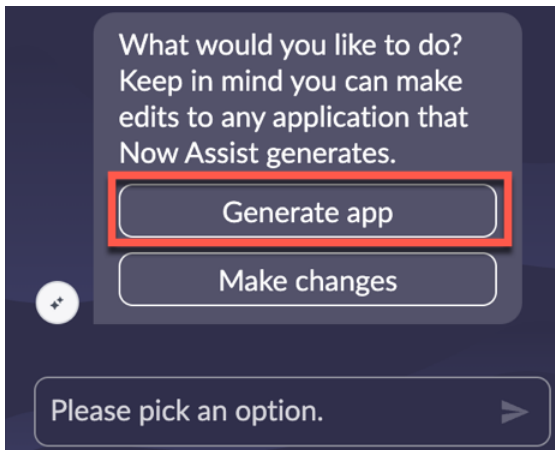 What would you like to do?
Keep in mind you can make
edits to any application that
Now Assist generates.
Generate app
Make changes
Please pick an option.